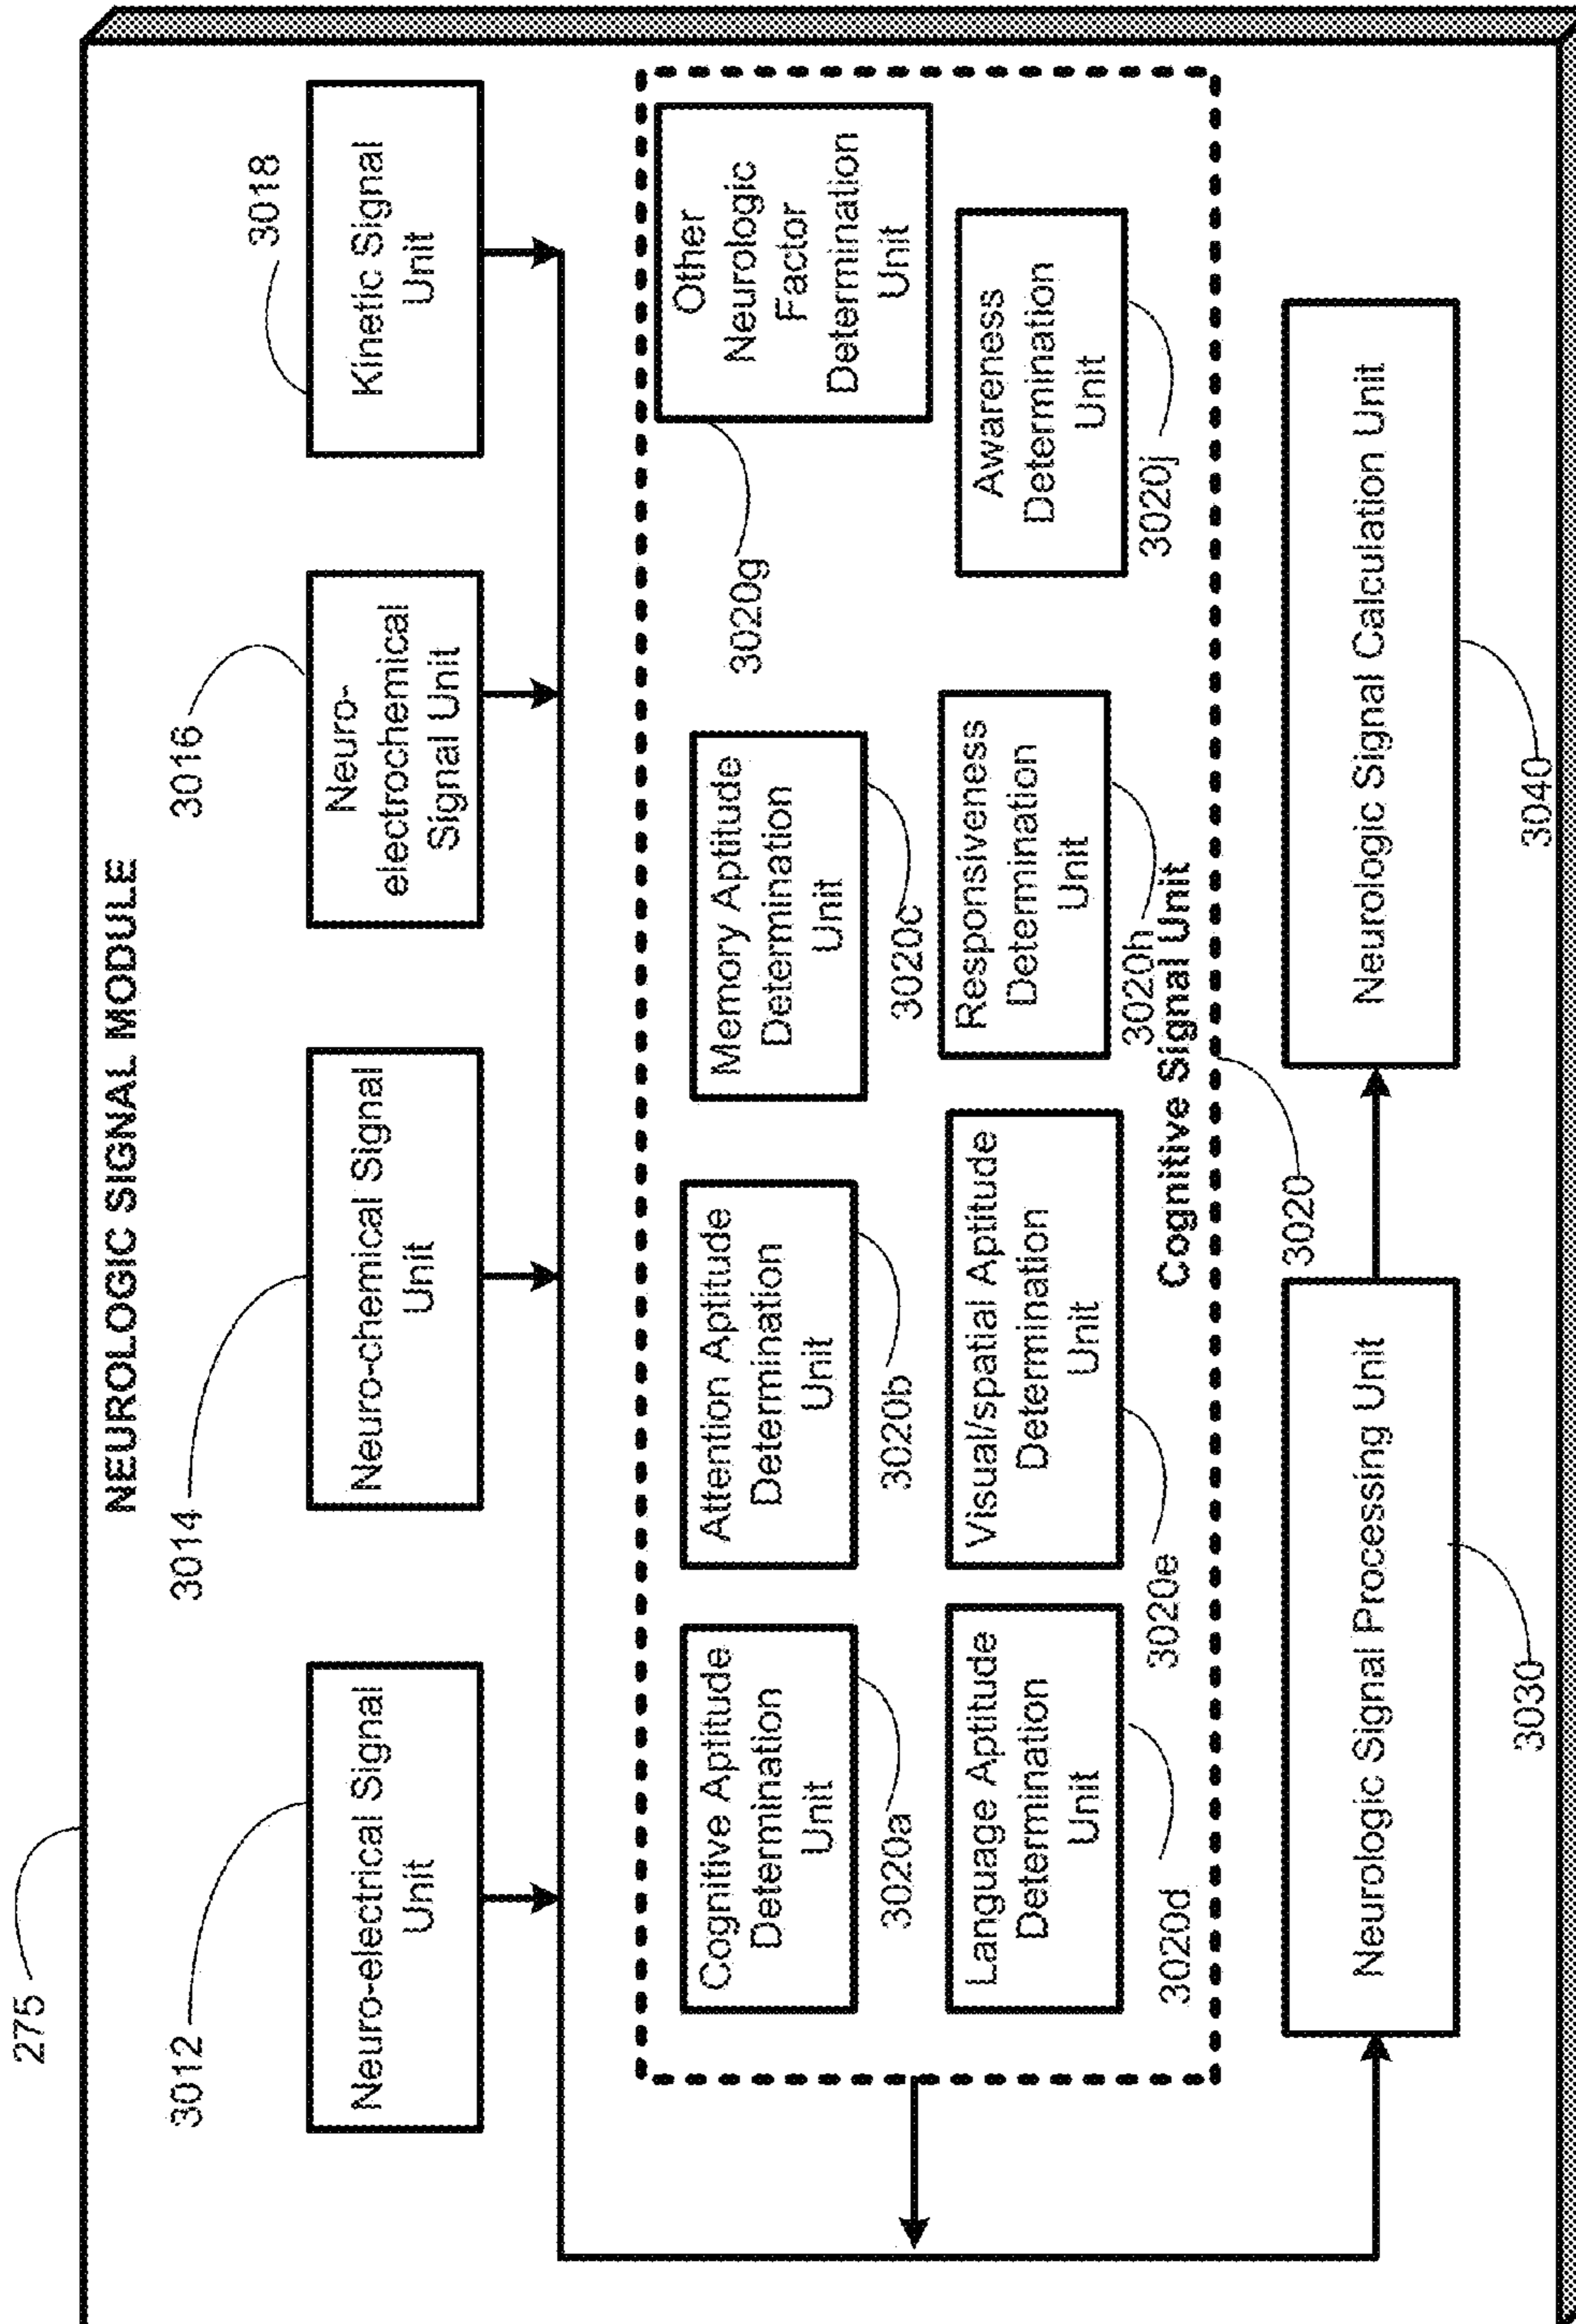 275
NEUROLOGIC SIGNAL MODULE
3012
3014
3016
3018
Neuro-electrical Signal
Unit
Neuro-chemical Signal
Unit
Neuro-
electrochemical
Signal Unit
Kinetic Signal
Unit
Cognitive Aptitude
Determination
Unit
3020a
Attention Aptitude
Determination
Unit
3020b
Memory Aptitude
Determination
Unit
3020c
Other
Neurologic
Factor
Determination
Unit
3020g
Language Aptitude
Determination
Unit
3020d
Visual/spatial Aptitude
Determination
Unit
3020e
Responsiveness
Determination
Unit
3020h
Awareness
Determination
Unit
3020j
Cognitive Signal Unit
3020
Neurologic Signal Processing Unit
3030
Neurologic Signal Calculation Unit
3040